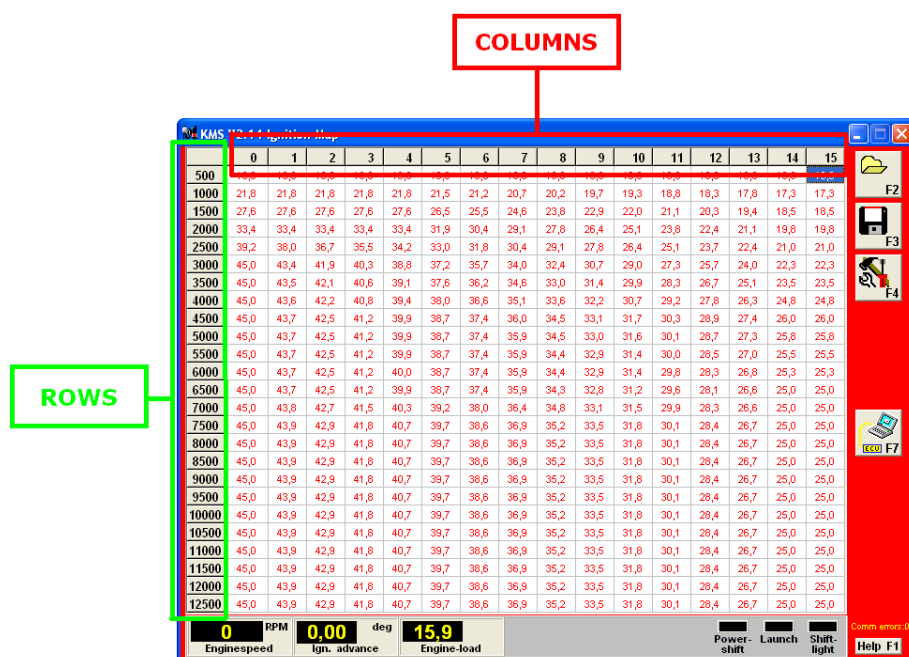 COLUMNS
KMS Ignition Map
0 1 2 3 4 5 6 7 8 9 10 11 12 13 14 15
500
1000 21,8 21,8 21,8 21,8 21,8 21,5 21,2 20,7 20,2 19,7 19,3 18,8 18,3 17,8 17,3 17,3
1500 27,6 27,6 27,6 27,6 27,6 26,5 25,5 24,6 23,8 22,9 22,0 21,1 20,3 19,4 18,5 18,5
2000 33,4 33,4 33,4 33,4 33,4 31,9 30,4 29,1 27,8 26,4 25,1 23,8 22,4 21,1 19,8 19,8
2500 39,2 38,0 36,7 35,5 34,2 33,0 31,8 30,4 29,1 27,8 26,4 25,1 23,7 22,4 21,0 21,0
3000 45,0 43,4 41,9 40,3 38,8 37,2 35,7 34,0 32,4 30,7 29,0 27,3 25,7 24,0 22,3 22,3
3500 45,0 43,5 42,1 40,6 39,1 37,6 36,2 34,6 33,0 31,4 29,9 28,3 26,7 25,1 23,5 23,5
4000 45,0 43,6 42,2 40,8 39,4 38,0 36,6 35,1 33,6 32,2 30,7 29,2 27,8 26,3 24,8 24,8
4500 45,0 43,7 42,5 41,2 39,9 38,7 37,4 36,0 34,5 33,1 31,7 30,3 28,9 27,4 26,0 26,0
5000 45,0 43,7 42,5 41,2 39,9 38,7 37,4 35,9 34,5 33,0 31,6 30,1 28,7 27,3 25,8 25,8
5500 45,0 43,7 42,5 41,2 39,9 38,7 37,4 35,9 34,4 32,9 31,4 30,0 28,5 27,0 25,5 25,5
6000 45,0 43,7 42,5 41,2 40,0 38,7 37,4 35,9 34,4 32,9 31,4 29,8 28,3 26,8 25,3 25,3
6500 45,0 43,7 42,5 41,2 39,9 38,7 37,4 35,9 34,3 32,8 31,2 29,6 28,1 26,6 25,0 25,0
7000 45,0 43,8 42,7 41,5 40,3 39,2 38,0 36,4 34,8 33,1 31,5 29,9 28,3 26,6 25,0 25,0
7500 45,0 43,9 42,9 41,8 40,7 39,7 38,6 36,9 35,2 33,5 31,8 30,1 28,4 26,7 25,0 25,0
8000 45,0 43,9 42,9 41,8 40,7 39,7 38,6 36,9 35,2 33,5 31,8 30,1 28,4 26,7 25,0 25,0
8500 45,0 43,9 42,9 41,8 40,7 39,7 38,6 36,9 35,2 33,5 31,8 30,1 28,4 26,7 25,0 25,0
9000 45,0 43,9 42,9 41,8 40,7 39,7 38,6 36,9 35,2 33,5 31,8 30,1 28,4 26,7 25,0 25,0
9500 45,0 43,9 42,9 41,8 40,7 39,7 38,6 36,9 35,2 33,5 31,8 30,1 28,4 26,7 25,0 25,0
10000 45,0 43,9 42,9 41,8 40,7 39,7 38,6 36,9 35,2 33,5 31,8 30,1 28,4 26,7 25,0 25,0
10500 45,0 43,9 42,9 41,8 40,7 39,7 38,6 36,9 35,2 33,5 31,8 30,1 28,4 26,7 25,0 25,0
11000 45,0 43,9 42,9 41,8 40,7 39,7 38,6 36,9 35,2 33,5 31,8 30,1 28,4 26,7 25,0 25,0
11500 45,0 43,9 42,9 41,8 40,7 39,7 38,6 36,9 35,2 33,5 31,8 30,1 28,4 26,7 25,0 25,0
12000 45,0 43,9 42,9 41,8 40,7 39,7 38,6 36,9 35,2 33,5 31,8 30,1 28,4 26,7 25,0 25,0
12500 45,0 43,9 42,9 41,8 40,7 39,7 38,6 36,9 35,2 33,5 31,8 30,1 28,4 26,7 25,0 25,0
ROWS
F2
F3
F4
ECU F7
0 RPM 0,00 deg 15,9
Enginespeed Ign. advance Engine-load
Power-shift Launch Shift-light
Comm errors:0
Help F1